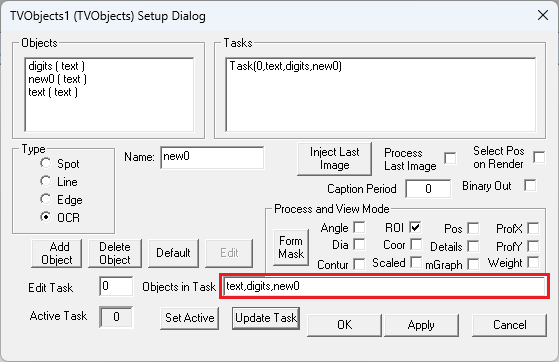 TVObjects1 (TVObjects) Setup Dialog
Objects
digits ( text )
new0 ( text )
text ( text )
Tasks
Task(0,text,digits,new0)
Type
Spot
Line
Edge
OCR
Name: new0
Inject Last
Image
Process
Last Image
Select Pos
on Render
Caption Period 0 Binary Out
Process and View Mode
Form
Mask
Angle ROI Pos ProfX
Dia Coor Details ProfY
Contur Scaled mGraph Weight
Add
Object
Delete
Object
Default
Edit
Edit Task 0 Objects in Task text,digits,new0
Active Task 0 Set Active Update Task
OK Apply Cancel